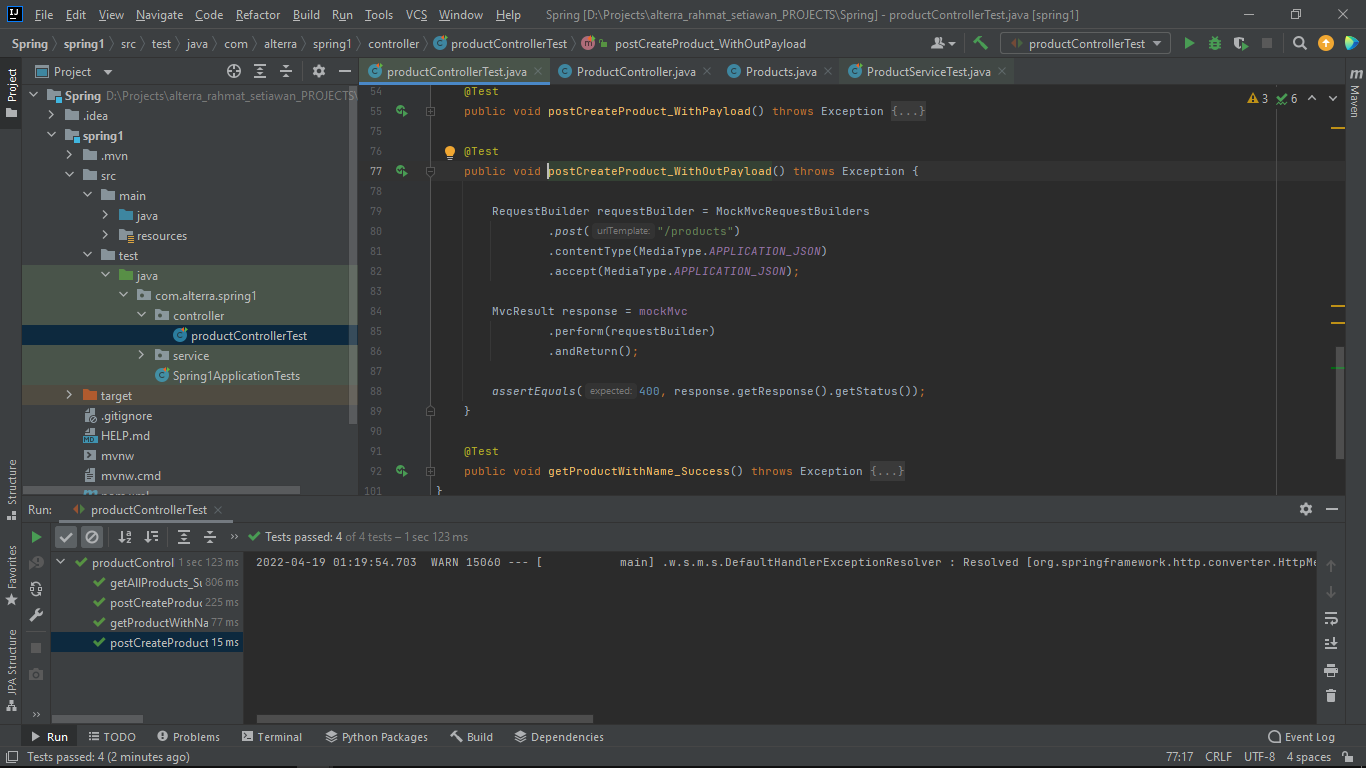 File Edit View Navigate Code Refactor Build Run Tools VCS Window Help Spring [D:\Projects\alterra_rahmat_setiawan_PROJECTS\Spring] - productControllerTest.java [spring1]
Spring spring1 src test java com alterra spring1 controller productControllerTest postCreateProduct_WithOutPayload productControllerTest
Project
productControllerTest.java ProductController.java Products.java ProductServiceTest.java
Spring D:\Projects\alterra_rahmat_setiawan_PROJECTS\
.idea
spring1
.mvn
src
main
java
resources
test
java
com.alterra.spring1
controller
productControllerTest
service
Spring1ApplicationTests
target
.gitignore
HELP.md
mvnw
mvnw.cmd
pom.xml
54 @Test
3 6
55 public void postCreateProduct_WithPayload() throws Exception {...}
75
76 @Test
77 public void postCreateProduct_WithOutPayload() throws Exception {
78
79 RequestBuilder requestBuilder = MockMvcRequestBuilders
80 .post( urlTemplate: "/products")
81 .contentType(MediaType.APPLICATION_JSON)
82 .accept(MediaType.APPLICATION_JSON);
83
84 MvcResult response = mockMvc
85 .perform(requestBuilder)
86 .andReturn();
87
88 assertEquals( expected: 400, response.getResponse().getStatus());
89 }
90
91 @Test
92 public void getProductWithName_Success() throws Exception {...}
101 }
Project
Structure
Favorites
JPA Structure
m Maven
Run: productControllerTest
Tests passed: 4 of 4 tests – 1 sec 123 ms
productControl 1 sec 123 ms
getAllProducts_Su 806 ms
postCreateProduc 225 ms
getProductWithNa 77 ms
postCreateProduct 15 ms
2022-04-19 01:19:54.703 WARN 15060 --- [ main] .w.s.m.s.DefaultHandlerExceptionResolver : Resolved [org.springframework.http.converter.HttpMe
Run TODO Problems Terminal Python Packages Build Dependencies Event Log
Tests passed: 4 (2 minutes ago) 77:17 CRLF UTF-8 4 spaces